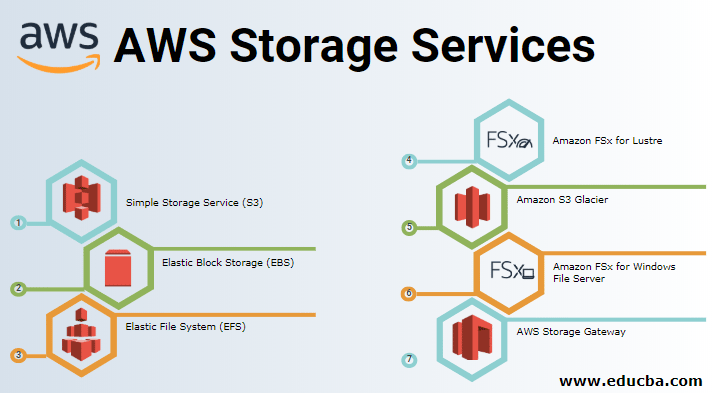 aws AWS Storage Services
1
Simple Storage Service (S3)
2
Elastic Block Storage (EBS)
3
Elastic File System (EFS)
4
FSx
Amazon FSx for Lustre
5
Amazon S3 Glacier
6
FSx
Amazon FSx for Windows
File Server
7
AWS Storage Gateway
www.educba.com